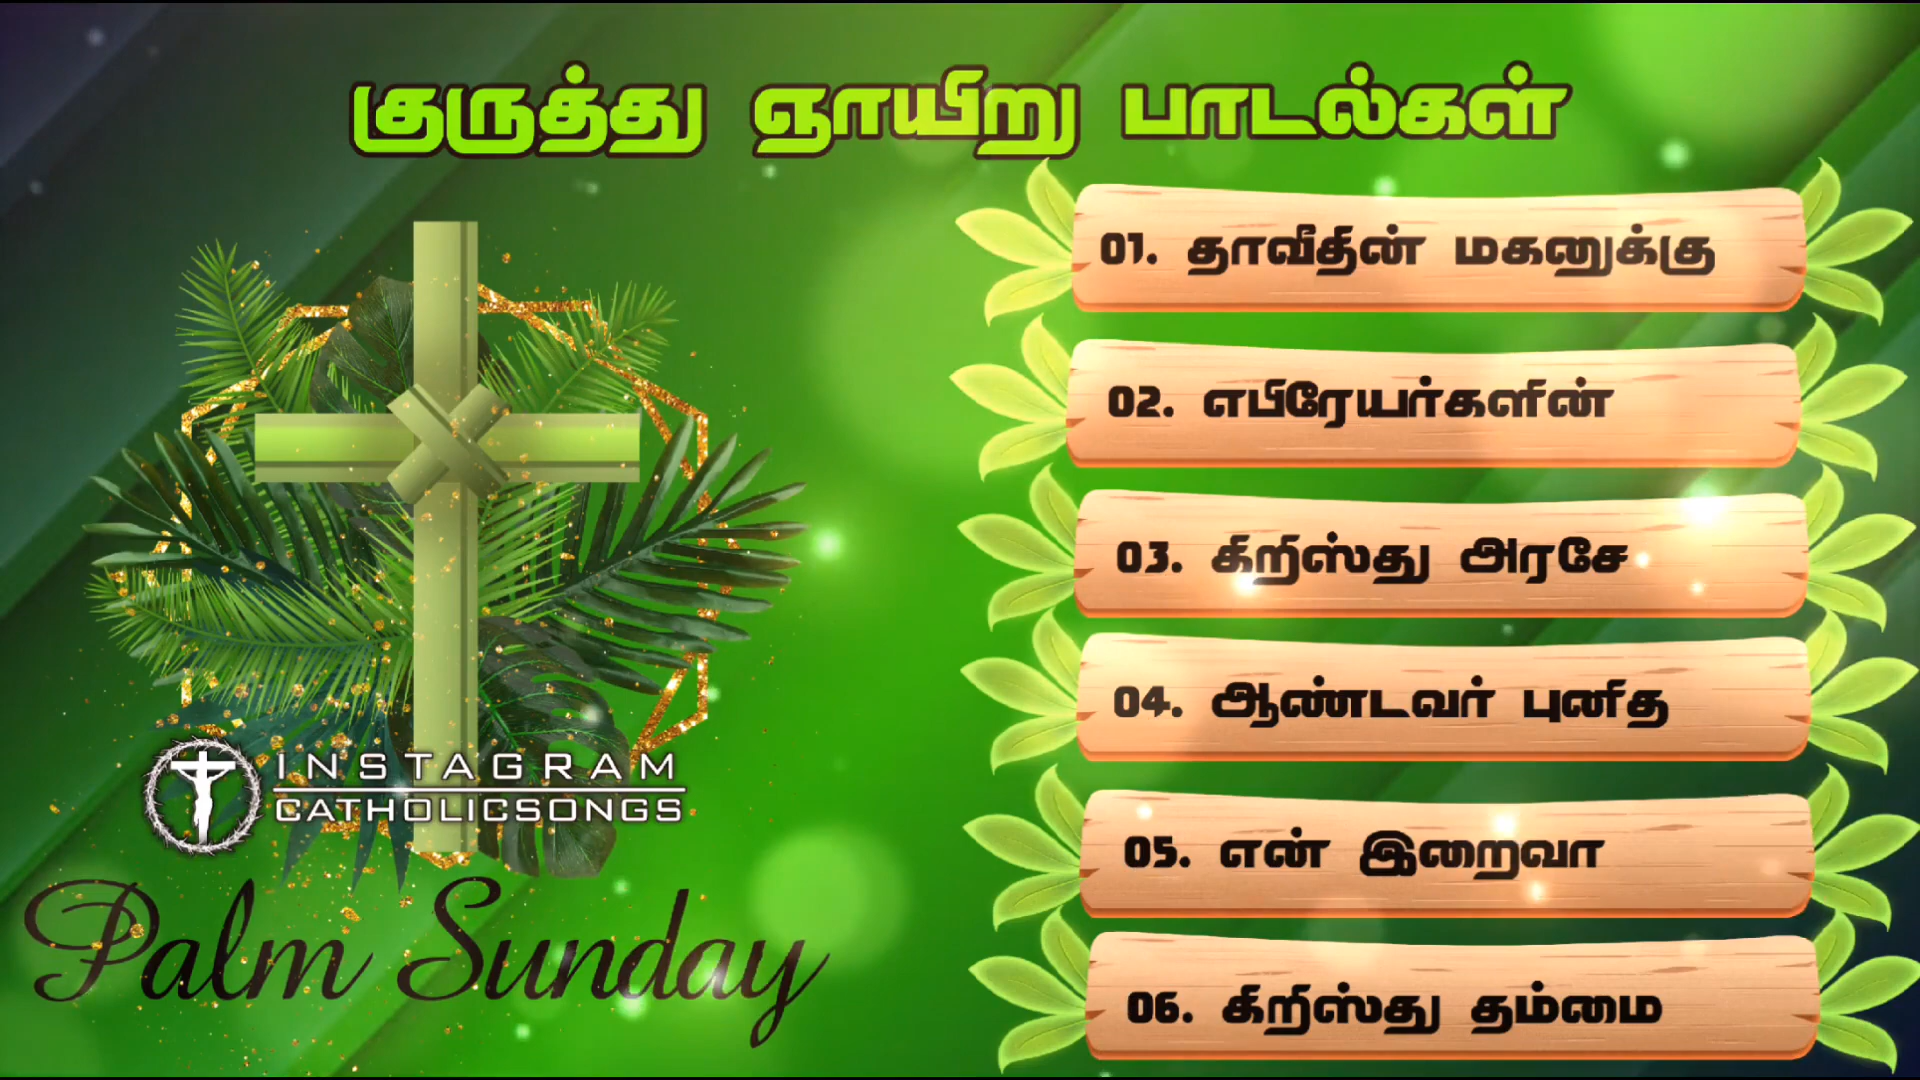 குருத்து ஞாயிறு பாடல்கள்
01. தாவீதின் மகனுக்கு
02. எபிரேயர்களின்
03. கிறிஸ்து அரசே
04. ஆண்டவர் புனித
05. என் இறைவா
06. கிறிஸ்து தம்மை
INSTAGRAM
CATHOLICSONGS
Palm Sunday